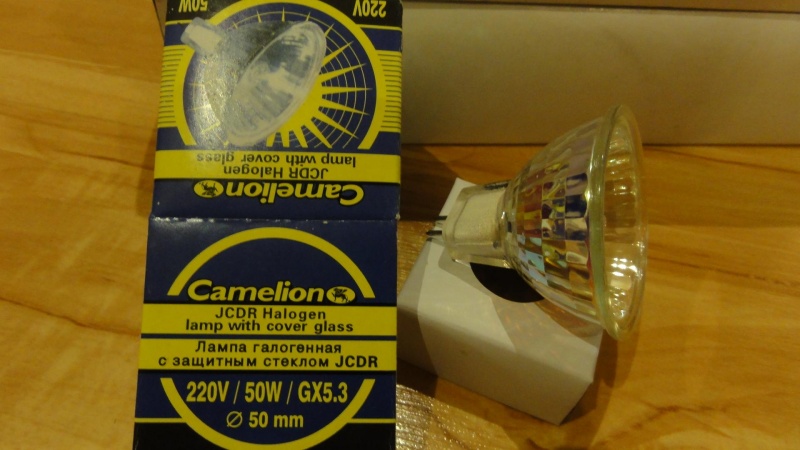 50W 220V
JCDR Halogen
lamp with cover glass
Camelion
Camelion
JCDR Halogen
lamp with cover glass
Лампа галогенная
с защитным стеклом JCDR
220V / 50W / GX5.3
Ø 50 mm